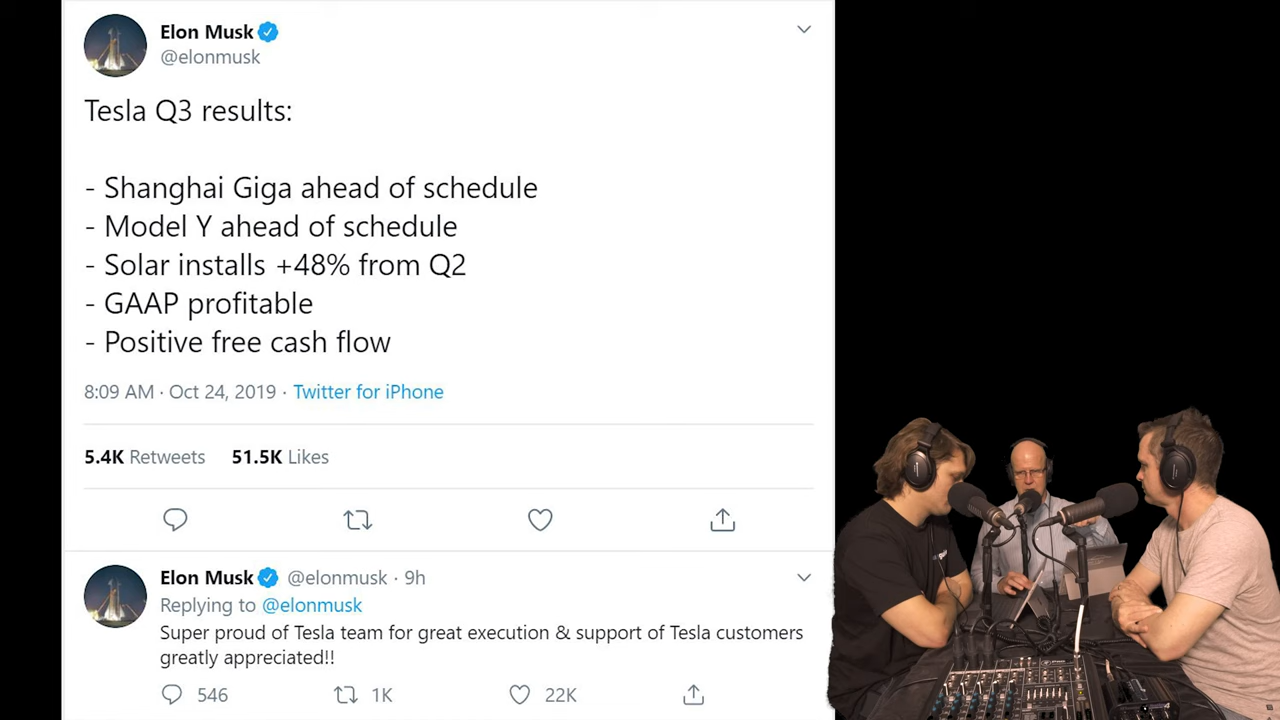 Elon Musk
@elonmusk
Tesla Q3 results:
- Shanghai Giga ahead of schedule
- Model Y ahead of schedule
- Solar installs +48% from Q2
- GAAP profitable
- Positive free cash flow
8:09 AM · Oct 24, 2019 · Twitter for iPhone
5.4K Retweets 51.5K Likes
Elon Musk @elonmusk · 9h
Replying to @elonmusk
Super proud of Tesla team for great execution & support of Tesla customers
greatly appreciated!!
546 1K 22K